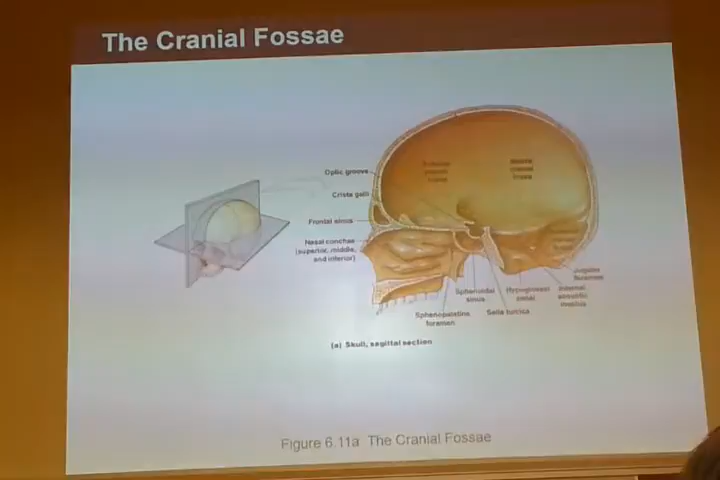 The Cranial Fossae
Optic groove
Crista galli
Frontal sinus
Nasal conchae
(superior, middle,
and inferior)
Jugular
foramen
Internal
acoustic
meatus
Hypoglossal
canal
Sphenoidal
sinus
Sella turcica
Sphenopalatine
foramen
(a) Skull, sagittal section
Figure 6.11a The Cranial Fossae